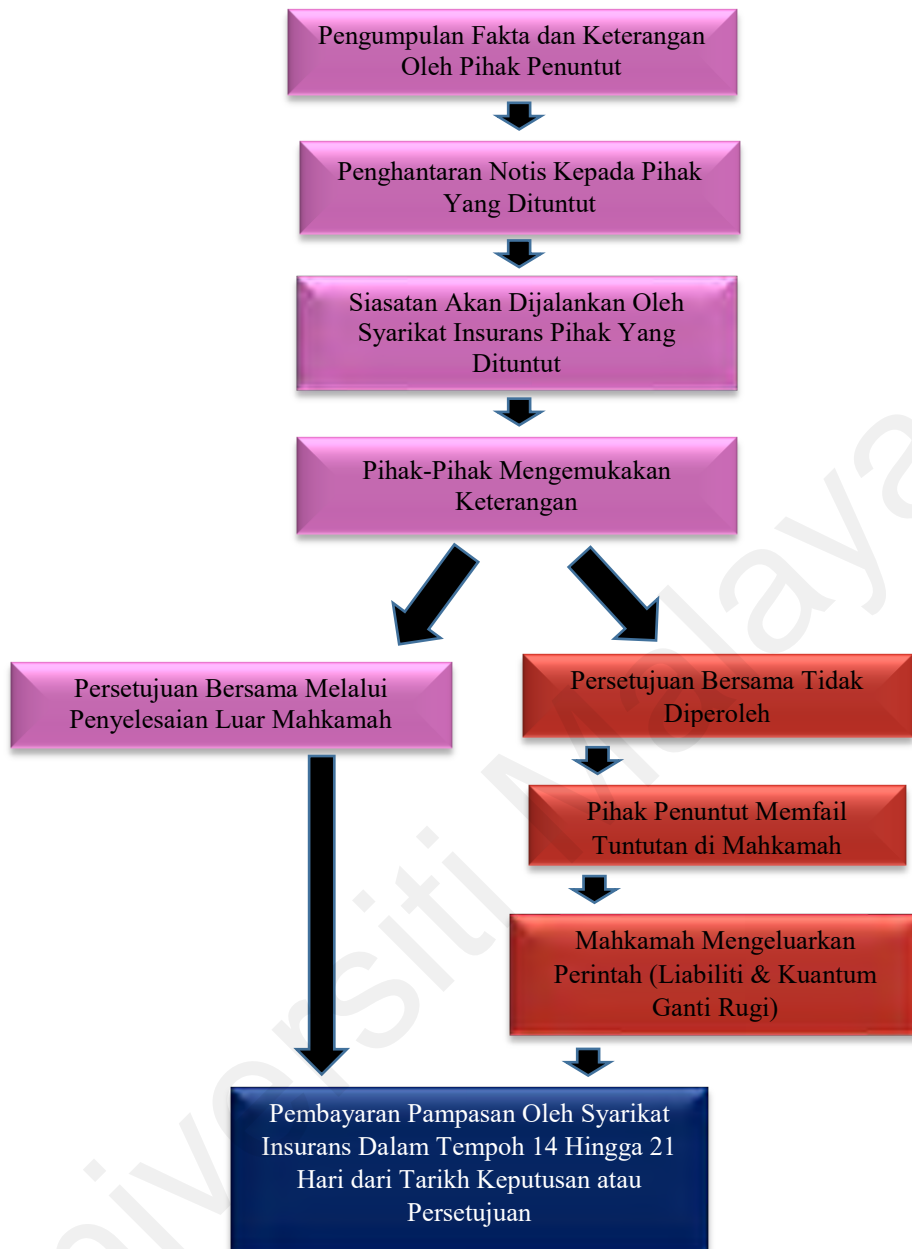 Pengumpulan Fakta dan Keterangan
Oleh Pihak Penuntut
Penghantaran Notis Kepada Pihak
Yang Dituntut
Siasatan Akan Dijalankan Oleh
Syarikat Insurans Pihak Yang
Dituntut
Pihak-Pihak Mengemukakan
Keterangan
Persetujuan Bersama Melalui
Penyelesaian Luar Mahkamah
Persetujuan Bersama Tidak
Diperoleh
Pihak Penuntut Memfail
Tuntutan di Mahkamah
Mahkamah Mengeluarkan
Perintah (Liabiliti & Kuantum
Ganti Rugi)
Pembayaran Pampasan Oleh Syarikat
Insurans Dalam Tempoh 14 Hingga 21
Hari dari Tarikh Keputusan atau
Persetujuan
Universiti Malaya